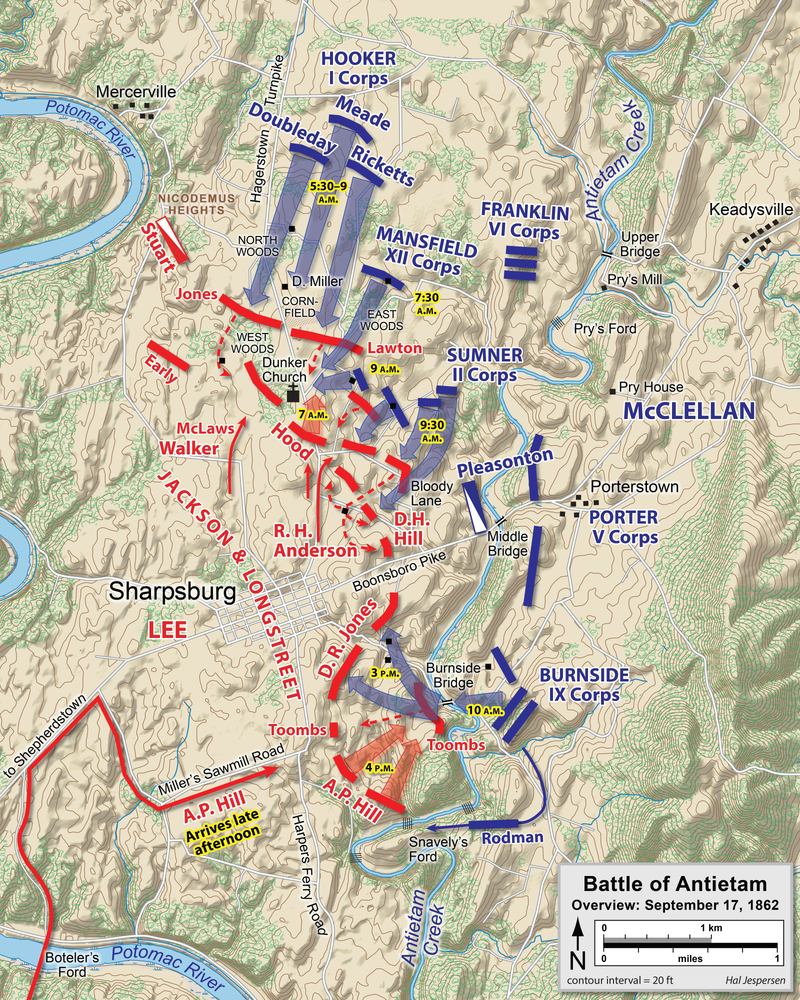 HOOKER
I Corps
Mercerville
Potomac River
Hagerstown Turnpike
Doubleday
Meade
Ricketts
5:30–9
A.M.
Antietam Creek
NICODEMUS
HEIGHTS
Stuart
FRANKLIN
VI Corps
Keadysville
NORTH
WOODS
MANSFIELD
XII Corps
Upper
Bridge
Pry's Mill
Jones
D. Miller
CORN-
FIELD
7:30
A.M.
EAST
WOODS
Pry's Ford
WEST
WOODS
Lawton
Early
Dunker
Church
9 A.M.
SUMNER
II Corps
Pry House
McCLELLAN
7 A.M.
9:30
A.M.
McLaws
Walker
Hood
Pleasonton
JACKSON & LONGSTREET
Bloody
Lane
Porterstown
D.H.
Hill
PORTER
V Corps
R. H.
Anderson
Middle
Bridge
Boonsboro Pike
Sharpsburg
LEE
D. R. Jones
3 P.M.
Burnside
Bridge
BURNSIDE
IX Corps
10 A.M.
to Shepherdstown
Toombs
Toombs
Miller's Sawmill Road
4 P.M.
A.P. Hill
A.P. Hill
Arrives late
afternoon
Rodman
Snavely's
Ford
Harpers Ferry Road
Antietam
Creek
Boteler's
Ford
Potomac River
Battle of Antietam
Overview: September 17, 1862
0 1 km
0 miles 1
N
contour interval = 20 ft Hal Jespersen